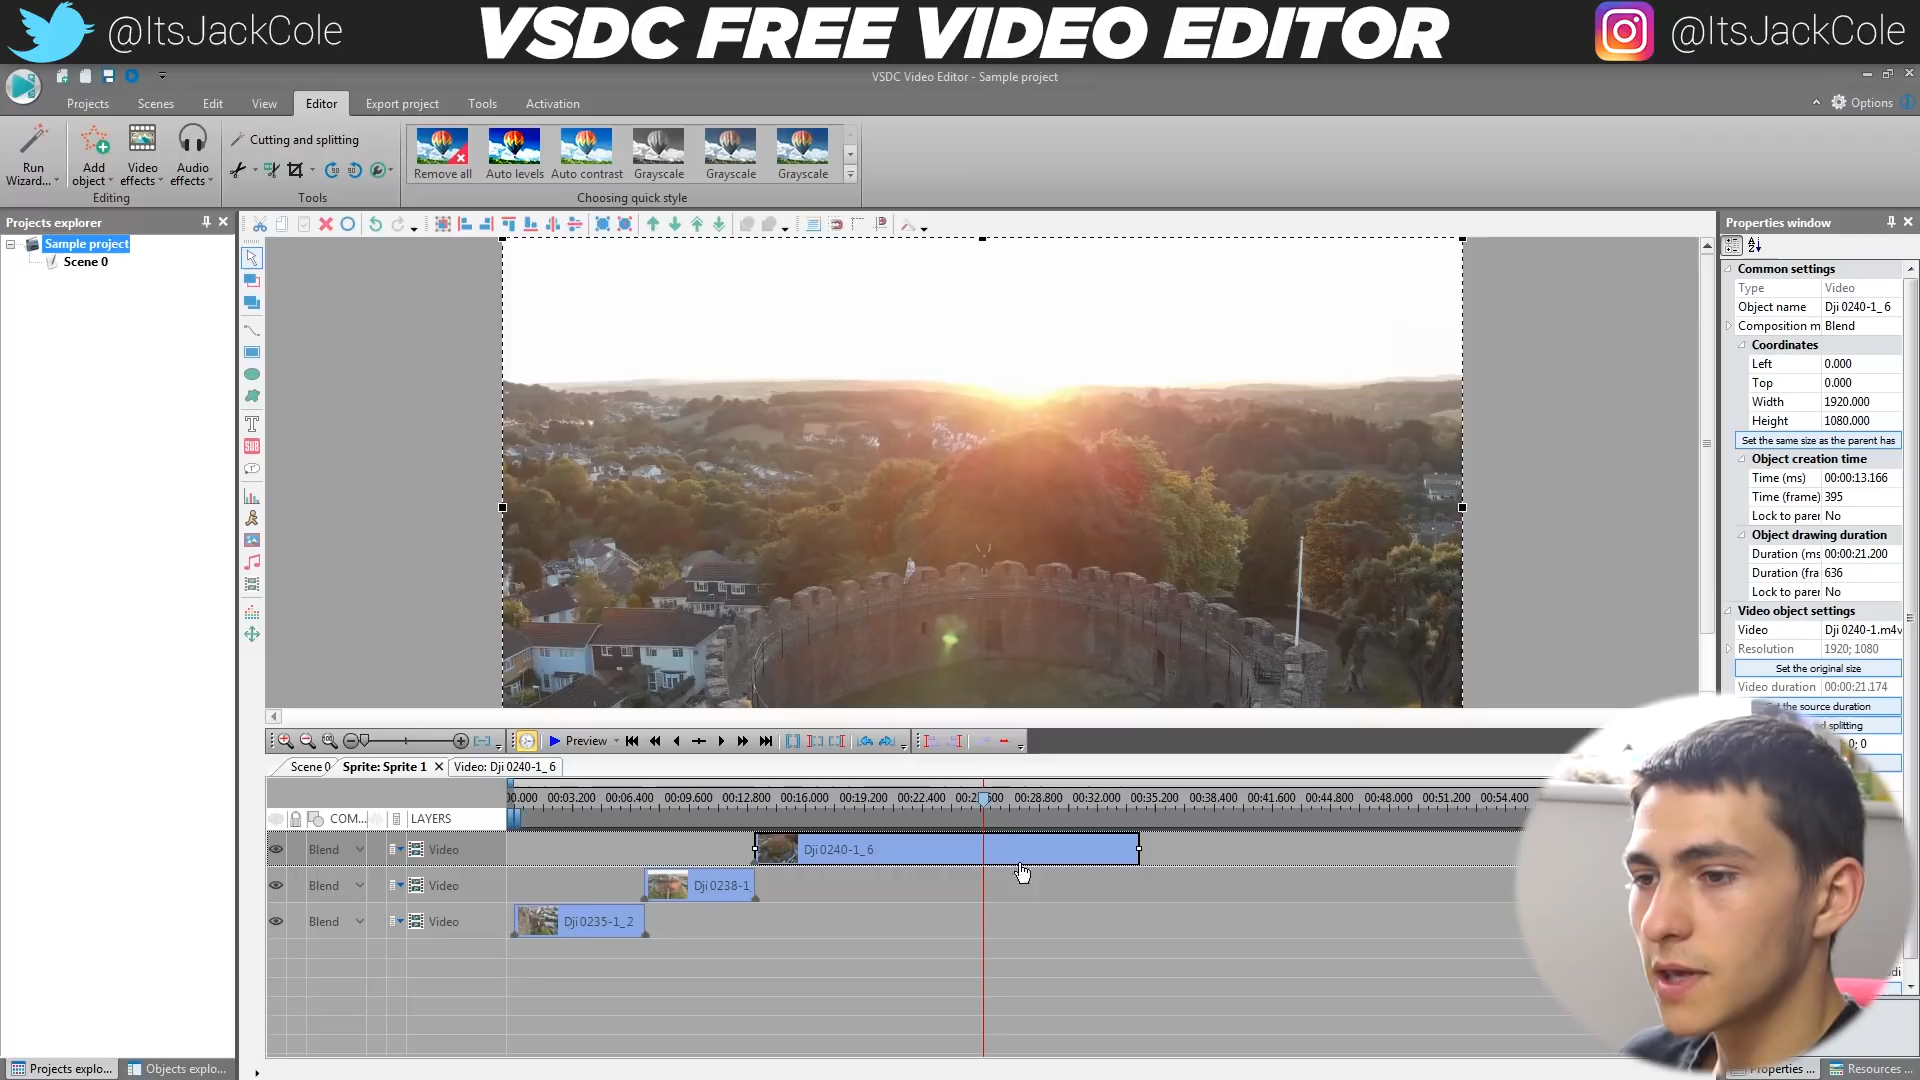 @ItsJackCole
VSDC FREE VIDEO EDITOR
@ItsJackCole
VSDC Video Editor - Sample project
Projects Scenes Edit View Editor Export project Tools Activation
Options
Run Wizard...
Add object
Video effects
Audio effects
Editing
Cutting and splitting
Tools
Remove all
Auto levels
Auto contrast
Grayscale
Grayscale
Grayscale
Choosing quick style
Projects explorer
Sample project
Scene 0
T
SUB
Properties window
Common settings
Type Video
Object name Dji 0240-1_6
Composition m Blend
Coordinates
Left 0.000
Top 0.000
Width 1920.000
Height 1080.000
Set the same size as the parent has
Object creation time
Time (ms) 00:00:13.166
Time (frame) 395
Lock to parer No
Object drawing duration
Duration (ms 00:00:21.200
Duration (fra 636
Lock to parer No
Video object settings
Video Dji 0240-1.m4v
Resolution 1920; 1080
Set the original size
Video duration 00:00:21.174
the source duration
splitting
0; 0
Preview
Scene 0 Sprite: Sprite 1 Video: Dji 0240-1_6
00.000 00:03.200 00:06.400 00:09.600 00:12.800 00:16.000 00:19.200 00:22.400 00:28.800 00:32.000 00:35.200 00:38.400 00:41.600 00:44.800 00:48.000 00:51.200 00:54.400
COM... LAYERS
Blend Video Dji 0240-1_6
Blend Video Dji 0238-1
Blend Video Dji 0235-1_2
Projects explo... Objects explo...
Properties ... Resources ...